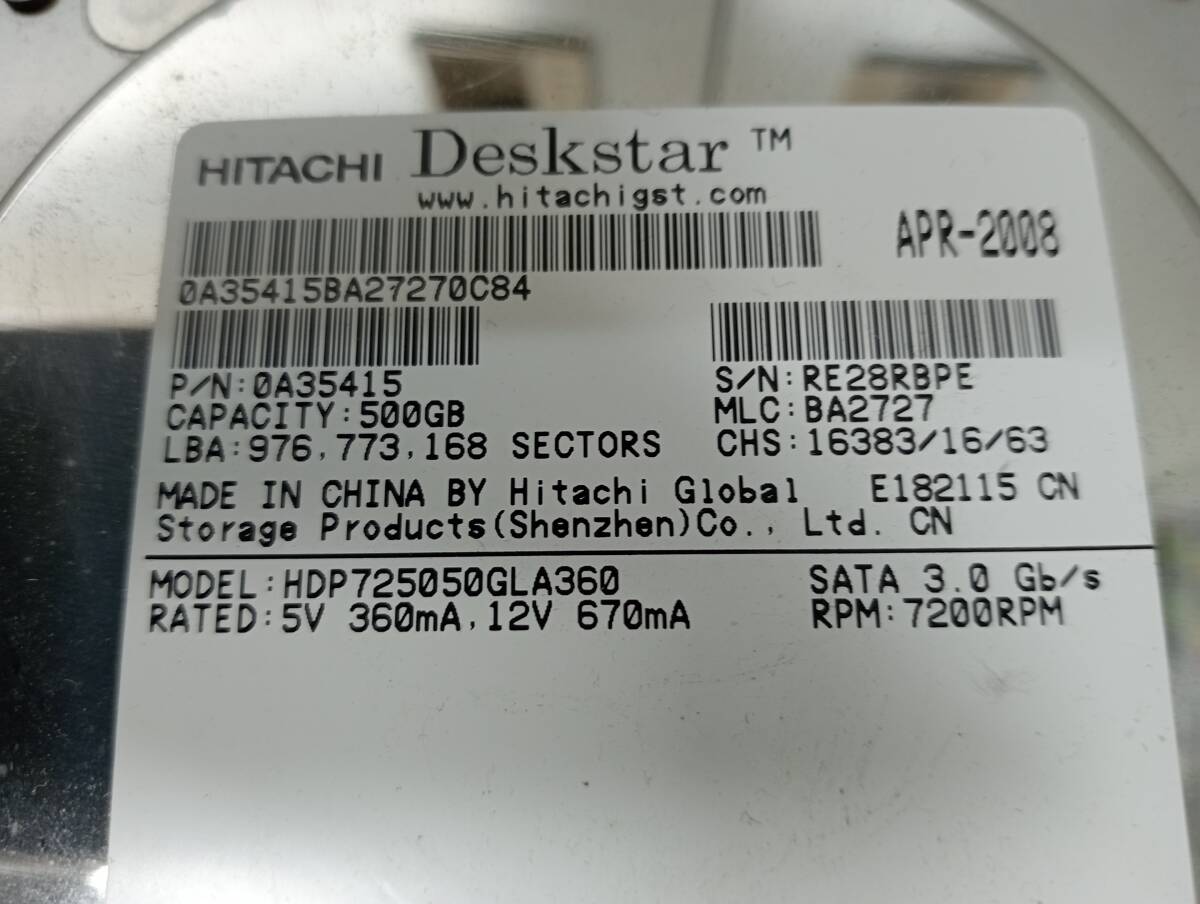 HITACHI Deskstar ™
www.hitachigst.com
APR-2008
0A35415BA27270C84
P/N:0A35415 S/N:RE28RBPE
CAPACITY:500GB MLC:BA2727
LBA:976,773,168 SECTORS CHS:16383/16/63
MADE IN CHINA BY Hitachi Global E182115 CN
Storage Products(Shenzhen)Co., Ltd. CN
MODEL:HDP725050GLA360 SATA 3.0 Gb/s
RATED:5V 360mA,12V 670mA RPM:7200RPM